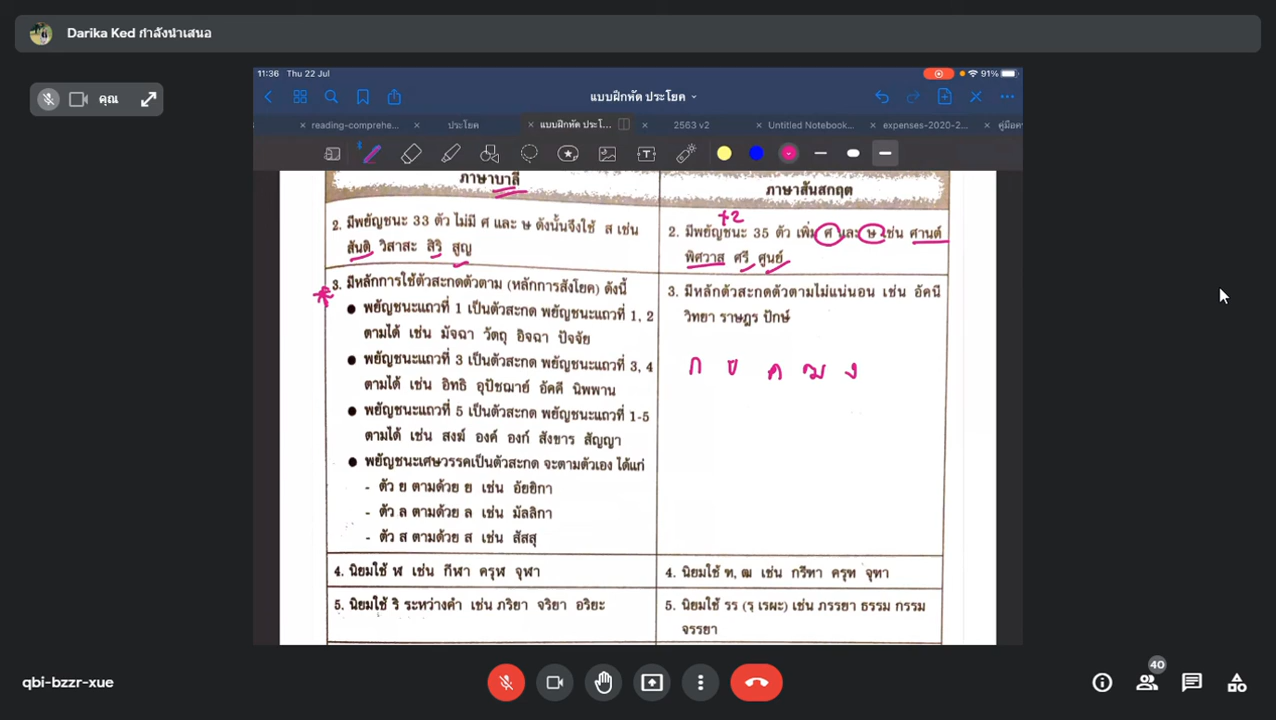 Darika Ked กำลังนำเสนอ
11:36 Thu 22 Jul
91%
คุณ
แบบฝึกหัด ประโยค
reading-comprehe...
ประโยค
แบบฝึกหัด ประโ...
2563 v2
Untitled Notebook...
expenses-2020-2...
คู่มือค
ภาษาบาลี
ภาษาสันสกฤต
2. มีพยัญชนะ 33 ตัว ไม่มี ศ และ ษ ดังนั้นจึงใช้ ส เช่น
สันติ วิสาสะ สิริ สูญ
+2
2. มีพยัญชนะ 35 ตัว เพิ่ม ศ และ ษ เช่น ศานติ์
พิศวาส ศรี ศูนย์
3. มีหลักการใช้ตัวสะกดตัวตาม (หลักการสังโยค) ดังนี้
● พยัญชนะแถวที่ 1 เป็นตัวสะกด พยัญชนะแถวที่ 1, 2
ตามได้ เช่น มัจฉา วัตถุ อิจฉา ปัจจัย
● พยัญชนะแถวที่ 3 เป็นตัวสะกด พยัญชนะแถวที่ 3, 4
ตามได้ เช่น อิทธิ อุปัชฌาย์ อัคคี นิพพาน
● พยัญชนะแถวที่ 5 เป็นตัวสะกด พยัญชนะแถวที่ 1-5
ตามได้ เช่น สงฆ์ องค์ องก์ สังขาร สัญญา
● พยัญชนะเศษวรรคเป็นตัวสะกด จะตามตัวเอง ได้แก่
- ตัว ย ตามด้วย ย เช่น อัยยิกา
- ตัว ล ตามด้วย ล เช่น มัลลิกา
- ตัว ส ตามด้วย ส เช่น สัสสุ
3. มีหลักตัวสะกดตัวตามไม่แน่นอน เช่น อัคนี
วิทยา ราษฎร ปักษ์
ก ข ค ฆ ง
4. นิยมใช้ ฬ เช่น กีฬา ครุฬ จุฬา
4. นิยมใช้ ฑ, ฒ เช่น กรีฑา ครุฑ จุฑา
5. นิยมใช้ ริ ระหว่างคำ เช่น ภริยา จริยา อริยะ
5. นิยมใช้ รร (รฺ เรผะ) เช่น ภรรยา ธรรม กรรม
จรรยา
qbi-bzzr-xue
40